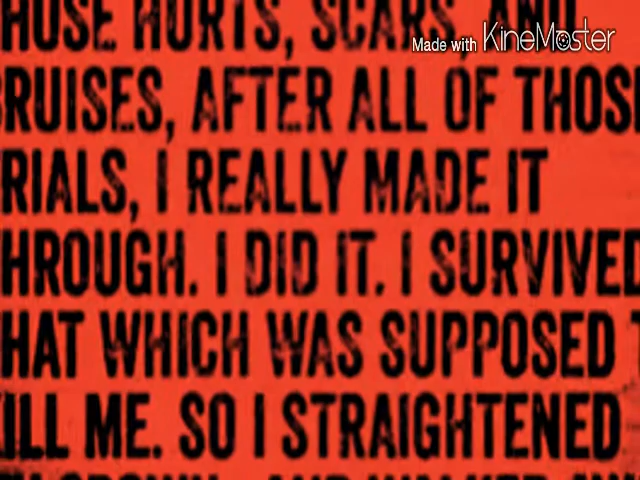 HOSE HURTS, SCARS, AND
Made with KineMaster
RUISES, AFTER ALL OF THOS
RIALS, I REALLY MADE IT
HROUGH. I DID IT. I SURVIVED
HAT WHICH WAS SUPPOSED T
ILL ME. SO I STRAIGHTENED